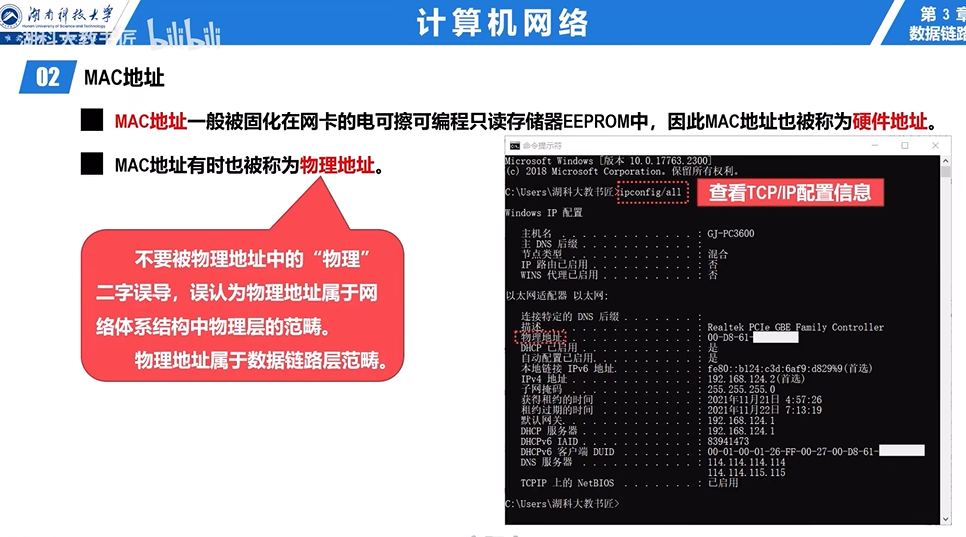 湖南科技大学
Hunan University of Science and Technology
湖科大教书匠 bilibili
计算机网络
第 3 章
数据链路
02 MAC地址
MAC地址一般被固化在网卡的电可擦可编程只读存储器EEPROM中，因此MAC地址也被称为硬件地址。
MAC地址有时也被称为物理地址。
不要被物理地址中的“物理”
二字误导，误认为物理地址属于网
络体系结构中物理层的范畴。
物理地址属于数据链路层范畴。
命令提示符
Microsoft Windows [版本 10.0.17763.2300]
(c) 2018 Microsoft Corporation。保留所有权利。
C:\Users\湖科大教书匠>ipconfig/all
查看TCP/IP配置信息
Windows IP 配置
主机名 . . . . . . . . . . . . . : GJ-PC3600
主 DNS 后缀 . . . . . . . . . . . :
节点类型 . . . . . . . . . . . . : 混合
IP 路由已启用 . . . . . . . . . . : 否
WINS 代理已启用 . . . . . . . . . : 否
以太网适配器 以太网:
连接特定的 DNS 后缀 . . . . . . . :
描述. . . . . . . . . . . . . . . : Realtek PCIe GBE Family Controller
物理地址. . . . . . . . . . . . . : 00-D8-61-
DHCP 已启用 . . . . . . . . . . . : 是
自动配置已启用. . . . . . . . . . : 是
本地链接 IPv6 地址. . . . . . . . : fe80::b124:c3d:6af9:d829%9(首选)
IPv4 地址 . . . . . . . . . . . . : 192.168.124.2(首选)
子网掩码 . . . . . . . . . . . . : 255.255.255.0
获得租约的时间 . . . . . . . . . : 2021年11月21日 4:57:26
租约过期的时间 . . . . . . . . . : 2021年11月22日 7:13:19
默认网关. . . . . . . . . . . . . : 192.168.124.1
DHCP 服务器 . . . . . . . . . . . : 192.168.124.1
DHCPv6 IAID . . . . . . . . . . . : 83941473
DHCPv6 客户端 DUID . . . . . . . : 00-01-00-01-26-FF-00-27-00-D8-61-
DNS 服务器 . . . . . . . . . . . : 114.114.114.114
114.114.115.115
TCPIP 上的 NetBIOS . . . . . . . : 已启用
C:\Users\湖科大教书匠>